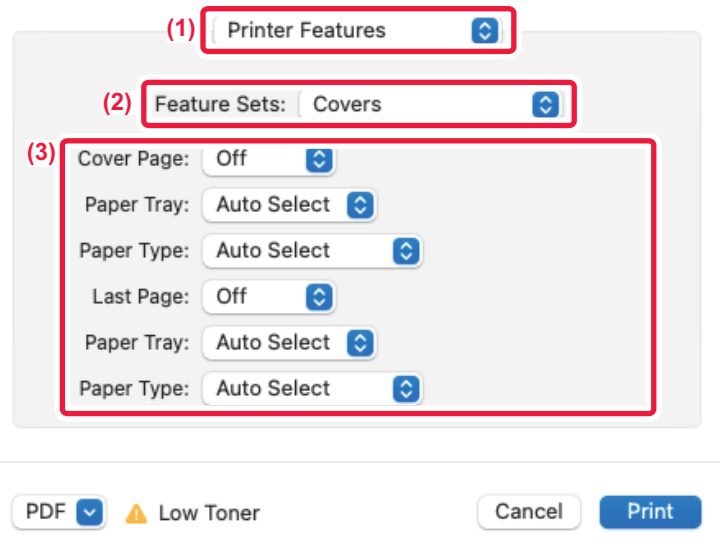 (1) Printer Features
(2) Feature Sets: Covers
(3)
Cover Page: Off
Paper Tray: Auto Select
Paper Type: Auto Select
Last Page: Off
Paper Tray: Auto Select
Paper Type: Auto Select
PDF Low Toner Cancel Print